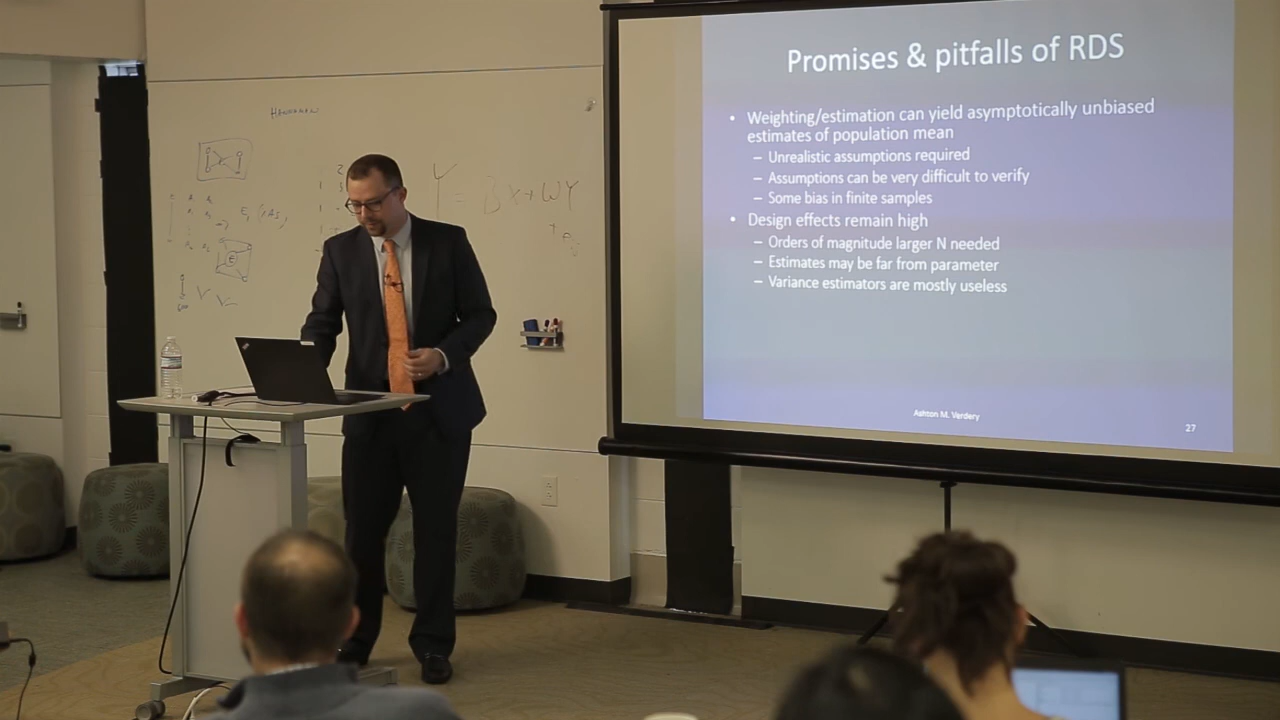 Promises & pitfalls of RDS
• Weighting/estimation can yield asymptotically unbiased
estimates of population mean
– Unrealistic assumptions required
– Assumptions can be very difficult to verify
– Some bias in finite samples
• Design effects remain high
– Orders of magnitude larger N needed
– Estimates may be far from parameter
– Variance estimators are mostly useless
Ashton M. Verdery
27